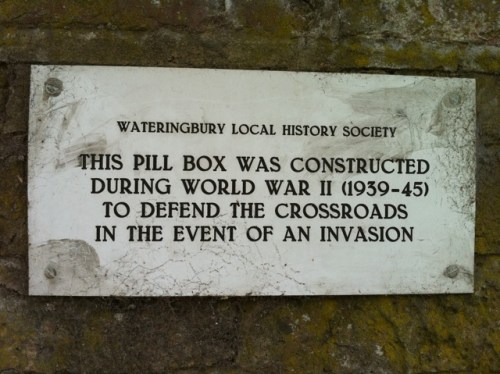 WATERINGBURY LOCAL HISTORY SOCIETY
THIS PILL BOX WAS CONSTRUCTED
DURING WORLD WAR II (1939-45)
TO DEFEND THE CROSSROADS
IN THE EVENT OF AN INVASION